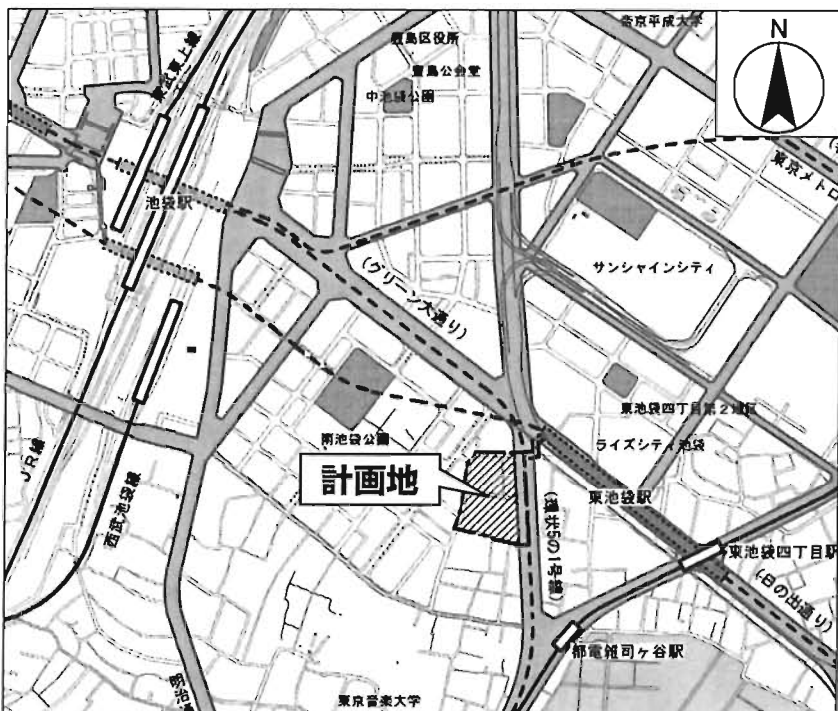 帝京平成大学
N
東武東上線
豊島区役所
豊島公会堂
中池袋公園
東京メト
池袋駅
サンシャインシティ
(グリーン大通り)
東池袋四丁目第2地区
南池袋公園
ライズシティ池袋
計画地
JR線
西武池袋線
(環状5の1号線)
東池袋駅
東池袋四丁目駅
(日の出通り)
都電雑司ヶ谷駅
明治通
東京音楽大学